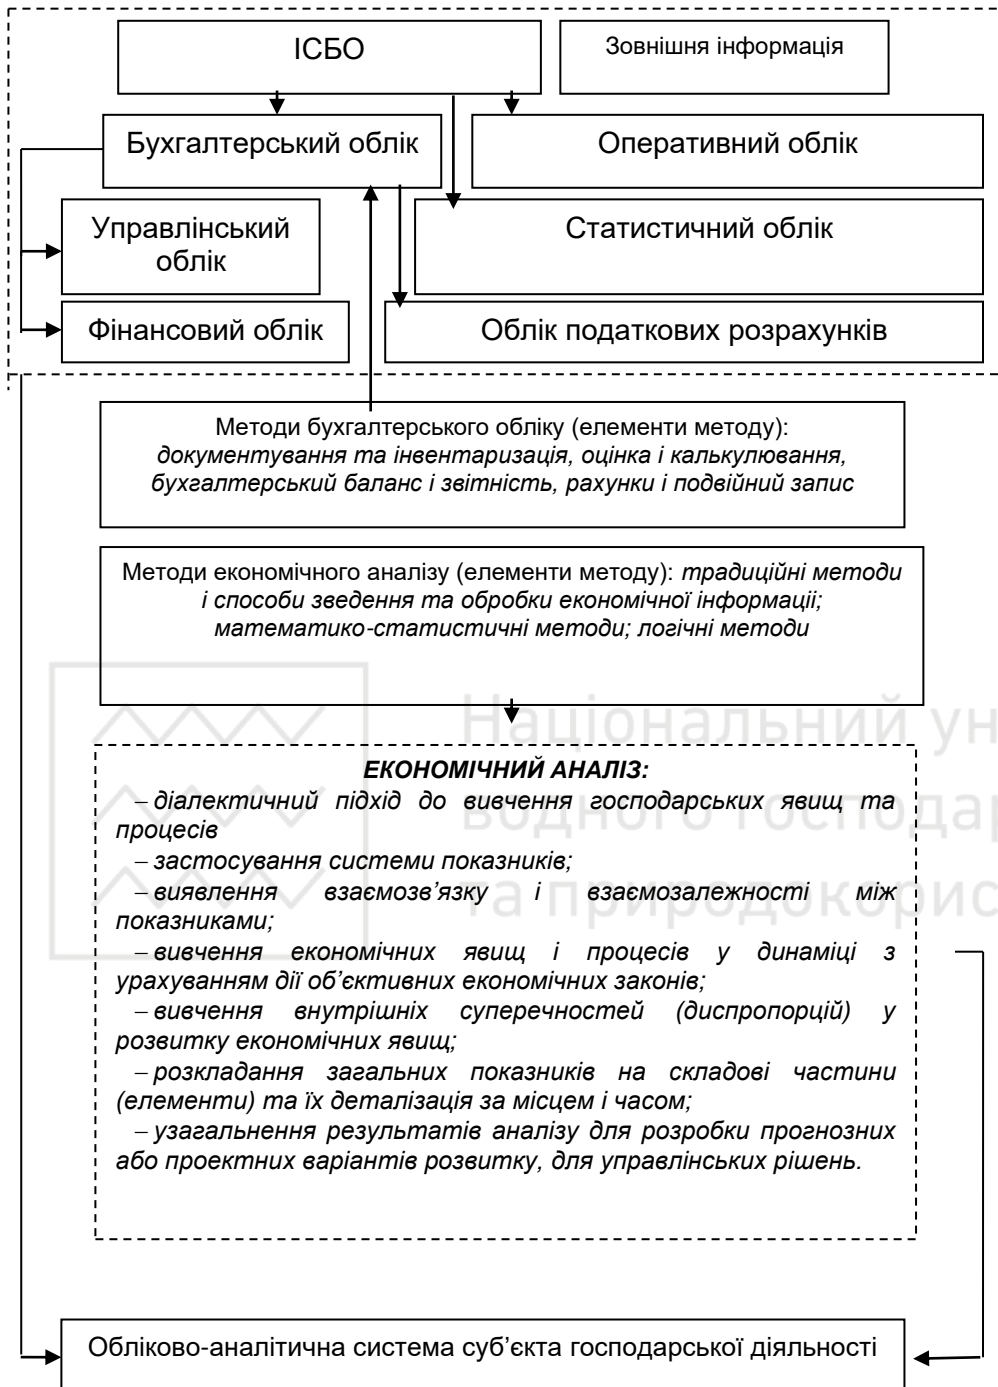 ІСБО
Зовнішня інформація
Бухгалтерський облік
Оперативний облік
Управлінський
облік
Статистичний облік
Фінансовий облік
Облік податкових розрахунків
Методи бухгалтерського обліку (елементи методу):
документування та інвентаризація, оцінка і калькулювання,
бухгалтерський баланс і звітність, рахунки і подвійний запис
Методи економічного аналізу (елементи методу): традиційні методи
і способи зведення та обробки економічної інформації;
математико-статистичні методи; логічні методи
Національний ун
водного господар
та природокорис
ЕКОНОМІЧНИЙ АНАЛІЗ:
– діалектичний підхід до вивчення господарських явищ та
процесів
– застосування системи показників;
– виявлення взаємозв’язку і взаємозалежності між
показниками;
– вивчення економічних явищ і процесів у динаміці з
урахуванням дії об’єктивних економічних законів;
– вивчення внутрішніх суперечностей (диспропорцій) у
розвитку економічних явищ;
– розкладання загальних показників на складові частини
(елементи) та їх деталізація за місцем і часом;
– узагальнення результатів аналізу для розробки прогнозних
або проектних варіантів розвитку, для управлінських рішень.
Обліково-аналітична система суб’єкта господарської діяльності